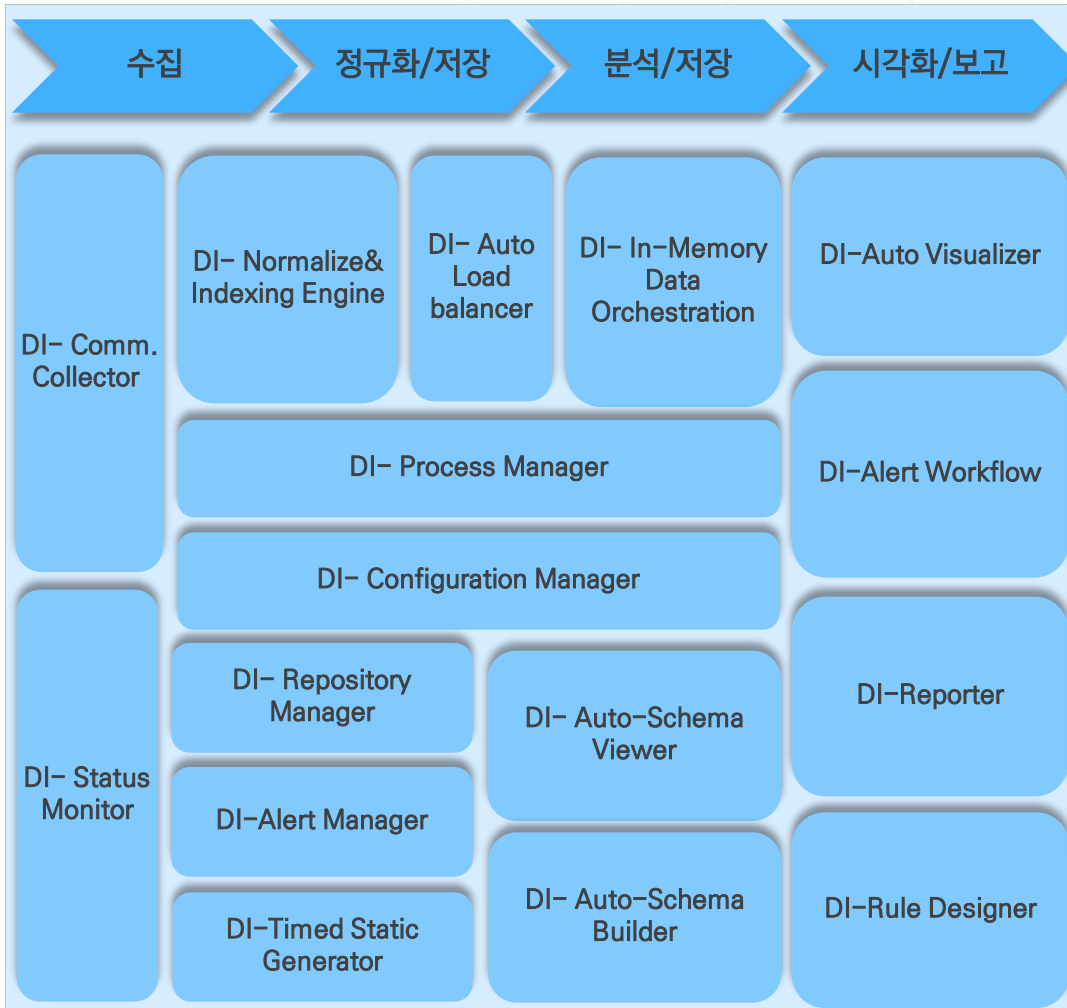 수집
정규화/저장
분석/저장
시각화/보고
DI- Comm.
Collector
DI- Normalize&
Indexing Engine
DI- Auto
Load
balancer
DI- In-Memory
Data
Orchestration
DI-Auto Visualizer
DI- Process Manager
DI-Alert Workflow
DI- Configuration Manager
DI- Status
Monitor
DI- Repository
Manager
DI- Auto-Schema
Viewer
DI-Reporter
DI-Alert Manager
DI-Timed Static
Generator
DI- Auto-Schema
Builder
DI-Rule Designer